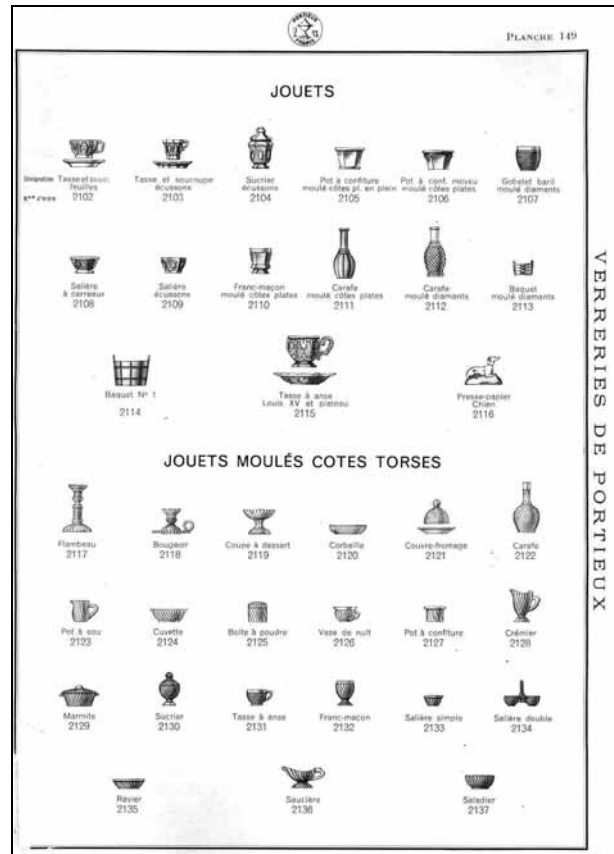 PORTIEUX
FRANCE
PLANCHE 149
JOUETS
Désignation
Tasse et souc.
feuilles
2102
Tasse et soucoupe
écussons
2103
Sucrier
écussons
2104
Pot à confiture
moulé côtes pl. en plein
2105
Pot à conf. moyeu
moulé côtes plates
2106
Gobelet baril
moulé diamants
2107
Salière
à carreaux
2108
Salière
écussons
2109
Franc-maçon
moulé côtes plates
2110
Carafe
moulé côtes plates
2111
Carafe
moulé diamants
2112
Baquet
moulé diamants
2113
Baquet N° 1
2114
Tasse à anse
Louis XV et plateau
2115
Presse-papier
Chien
2116
JOUETS MOULÉS COTES TORSES
Flambeau
2117
Bougeoir
2118
Coupe à dessert
2119
Corbeille
2120
Couvre-fromage
2121
Carafe
2122
Pot à eau
2123
Cuvette
2124
Boîte à poudre
2125
Vase de nuit
2126
Pot à confiture
2127
Crémier
2128
Marmite
2129
Sucrier
2130
Tasse à anse
2131
Franc-maçon
2132
Salière simple
2133
Salière double
2134
Ravier
2135
Saucière
2136
Saladier
2137
VERRERIES DE PORTIEUX